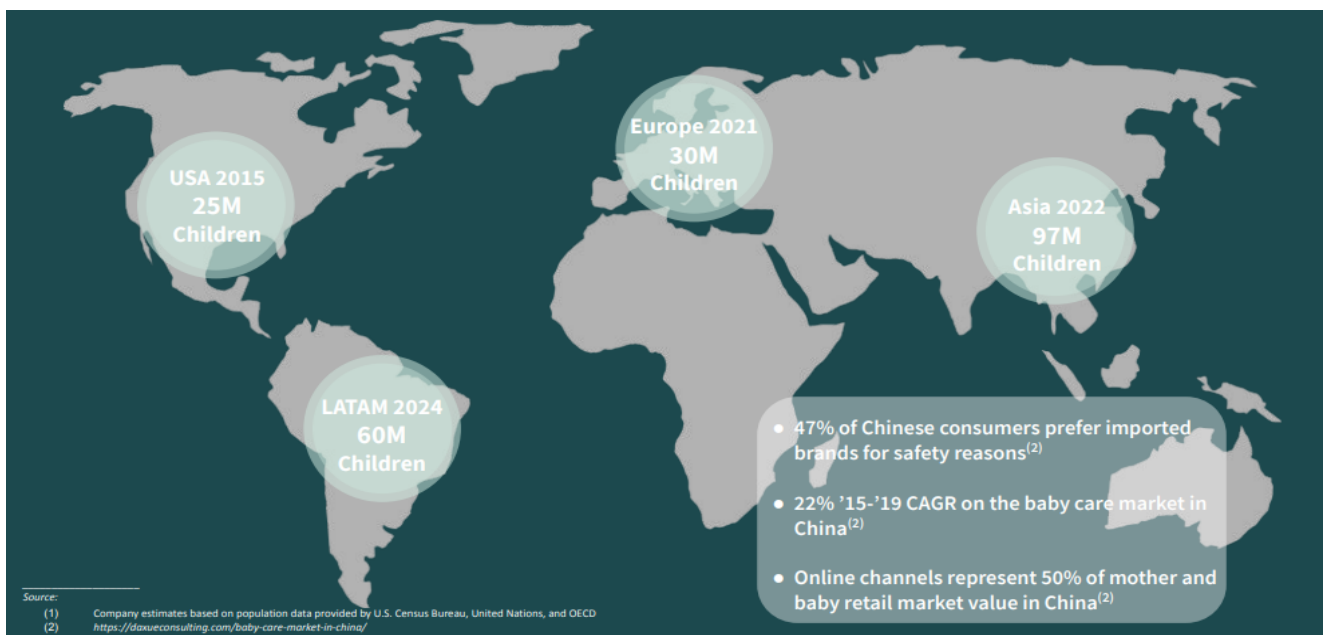 USA 2015
25M
Children
Europe 2021
30M
Children
Asia 2022
97M
Children
LATAM 2024
60M
Children
● 47% of Chinese consumers prefer imported
brands for safety reasons(2)
● 22% ’15-’19 CAGR on the baby care market in
China(2)
● Online channels represent 50% of mother and
baby retail market value in China(2)
Source:
(1) Company estimates based on population data provided by U.S. Census Bureau, United Nations, and OECD
(2) https://daxueconsulting.com/baby-care-market-in-china/